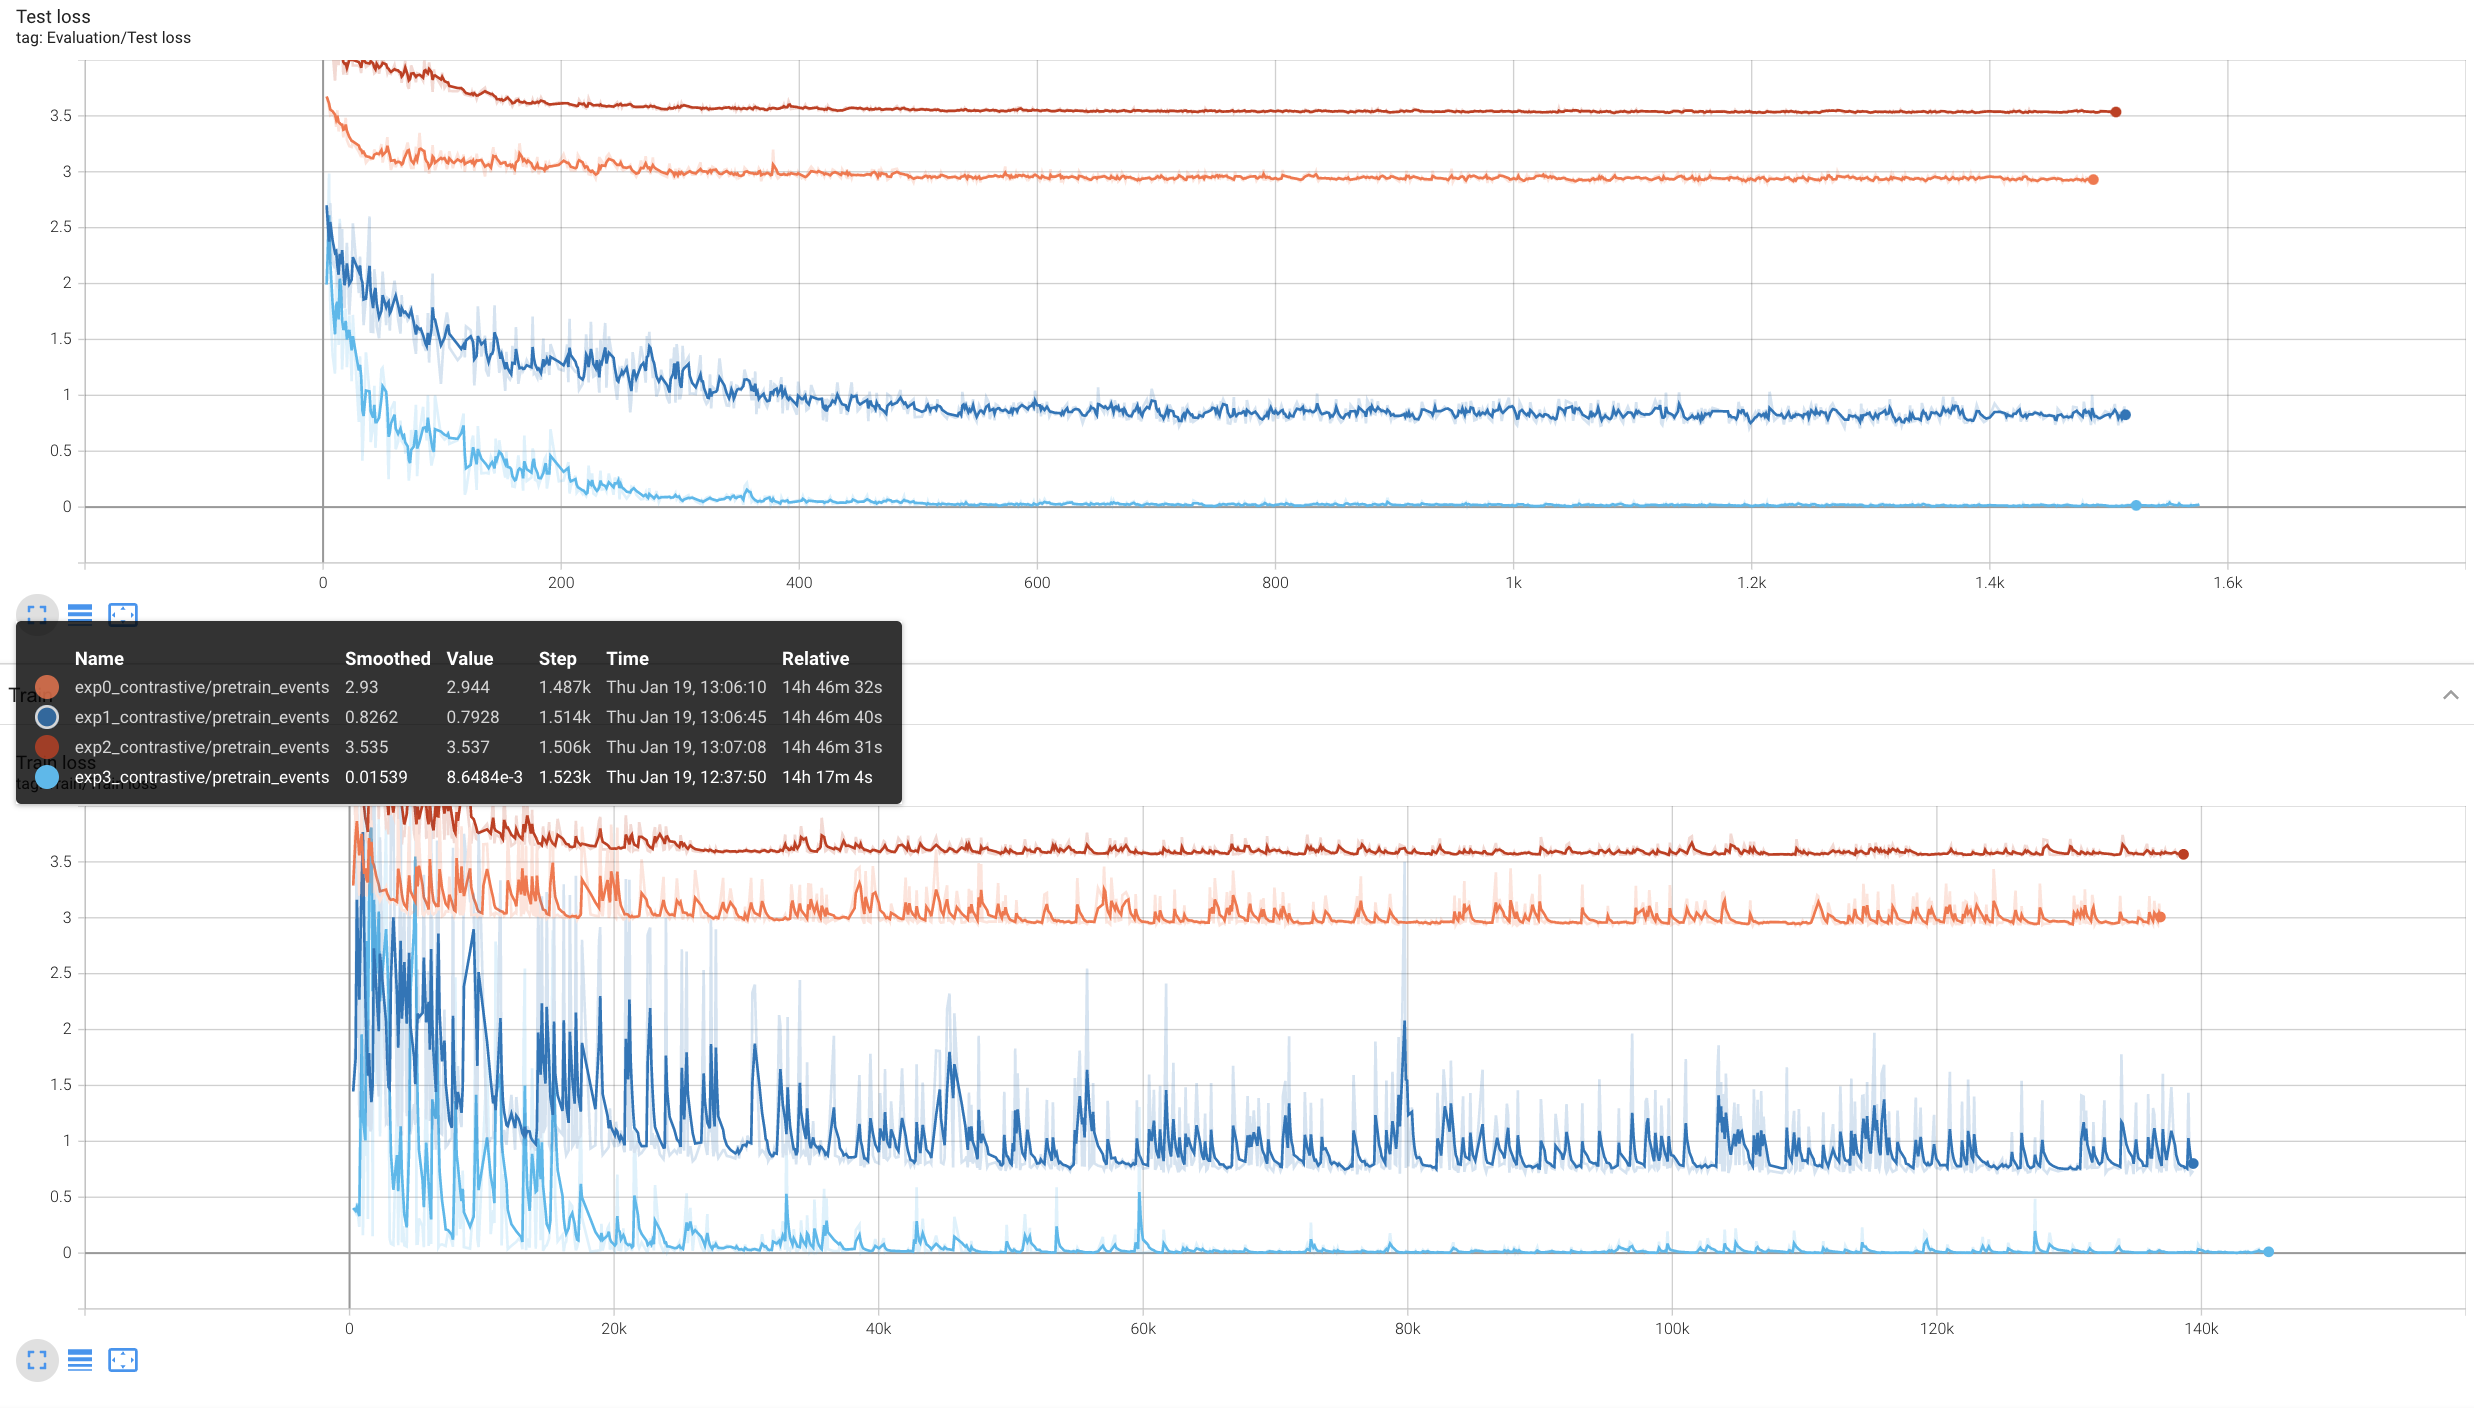 Test loss
tag: Evaluation/Test loss
3.5
3
2.5
2
1.5
1
0.5
0
0 200 400 600 800 1k 1.2k 1.4k 1.6k
Name Smoothed Value Step Time Relative
exp0_contrastive/pretrain_events 2.93 2.944 1.487k Thu Jan 19, 13:06:10 14h 46m 32s
exp1_contrastive/pretrain_events 0.8262 0.7928 1.514k Thu Jan 19, 13:06:45 14h 46m 40s
exp2_contrastive/pretrain_events 3.535 3.537 1.506k Thu Jan 19, 13:07:08 14h 46m 31s
exp3_contrastive/pretrain_events 0.01539 8.6484e-3 1.523k Thu Jan 19, 12:37:50 14h 17m 4s
Train
Train loss
3.5
3
2.5
2
1.5
1
0.5
0
0 20k 40k 60k 80k 100k 120k 140k